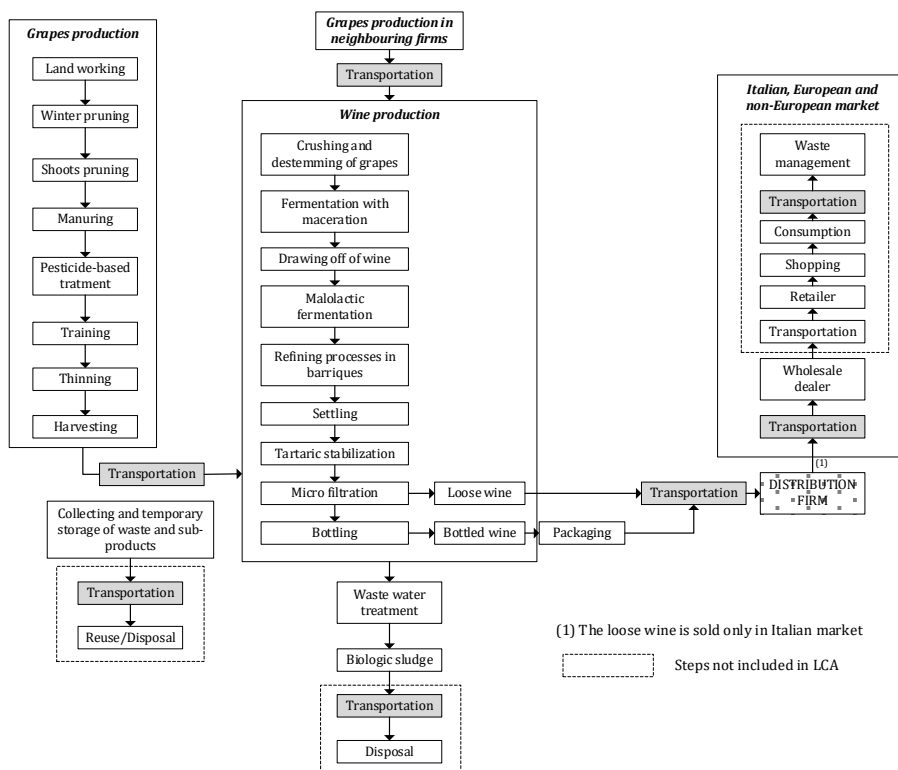 Grapes production
Land working
Winter pruning
Shoots pruning
Manuring
Pesticide-based
tratment
Training
Thinning
Harvesting
Transportation
Collecting and temporary
storage of waste and sub-
products
Transportation
Reuse/Disposal
Grapes production in
neighbouring firms
Transportation
Wine production
Crushing and
destemming of grapes
Fermentation with
maceration
Drawing off of wine
Malolactic
fermentation
Refining processes in
barriques
Settling
Tartaric stabilization
Micro filtration
Loose wine
Bottling
Bottled wine
Packaging
Transportation
Waste water
treatment
Biologic sludge
Transportation
Disposal
Italian, European and
non-European market
Waste
management
Transportation
Consumption
Shopping
Retailer
Transportation
Wholesale
dealer
Transportation
(1)
DISTRIBUTION
FIRM
(1) The loose wine is sold only in Italian market
Steps not included in LCA